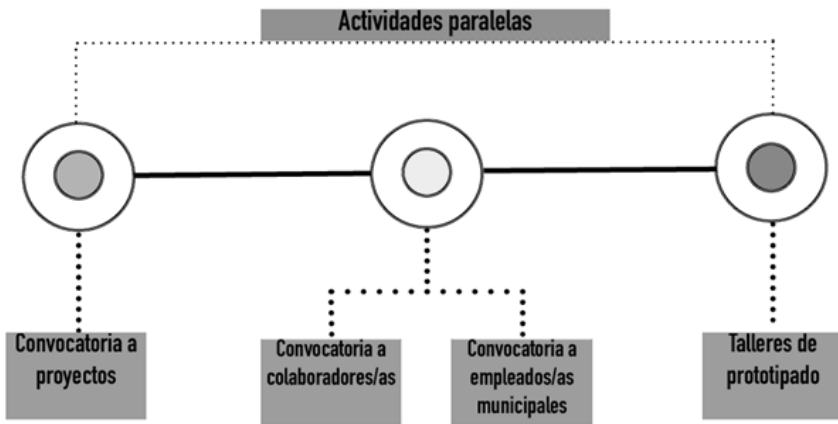 Actividades paralelas
Convocatoria a
proyectos
Convocatoria a
colaboradores/as
Convocatoria a
empleados/as
municipales
Talleres de
prototipado